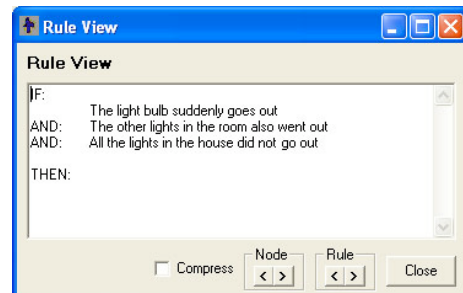 Rule View
Rule View
IF:
The light bulb suddenly goes out
AND: The other lights in the room also went out
AND: All the lights in the house did not go out
THEN:
Compress
Node
< >
Rule
< >
Close